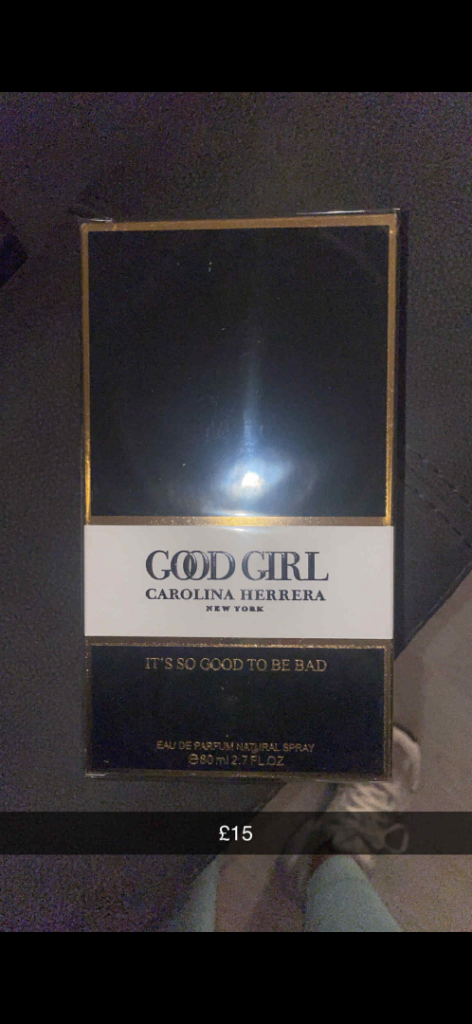 GOOD GIRL
CAROLINA HERRERA
NEW YORK
IT'S SO GOOD TO BE BAD
EAU DE PARFUM NATURAL SPRAY
℮80 ml 2.7 FL.OZ
£15